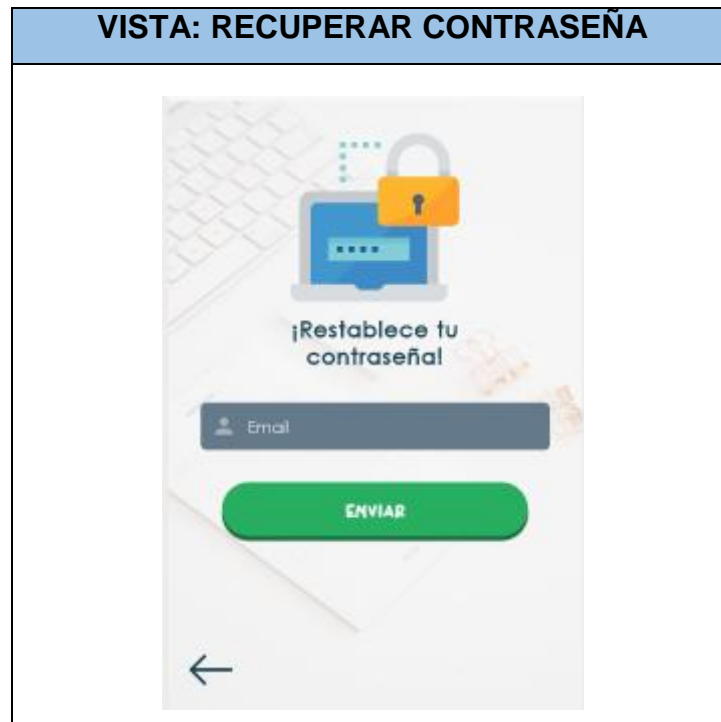 VISTA: RECUPERAR CONTRASEÑA
¡Restablece tu
contraseña!
Email
ENVIAR